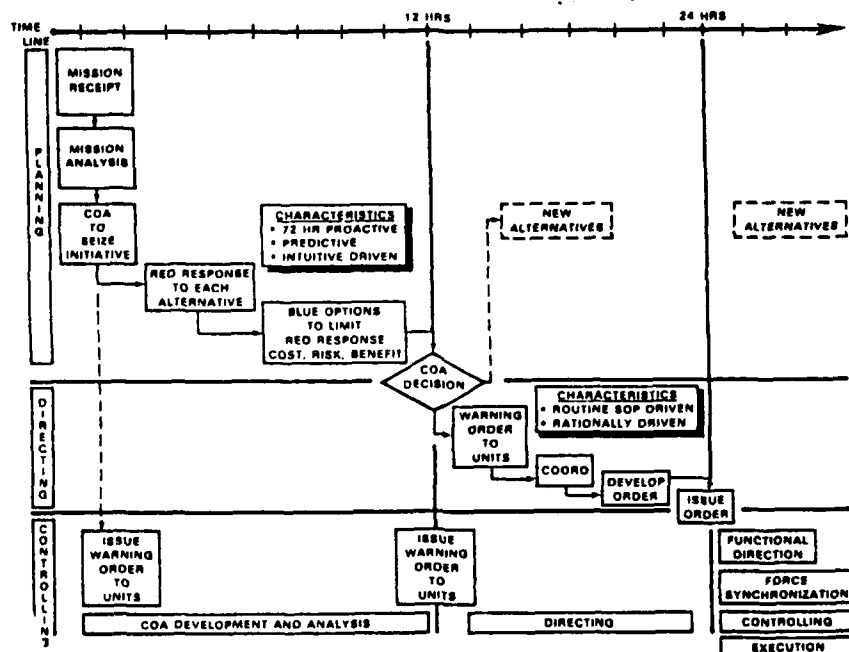 12 HRS
24 HRS
TIME
LINE
MISSION
RECEIPT
MISSION
ANALYSIS
COA
TO
SEIZE
INITIATIVE
CHARACTERISTICS
• 72 HR PROACTIVE
• PREDICTIVE
• INTUITIVE DRIVEN
NEW
ALTERNATIVES
NEW
ALTERNATIVES
RED RESPONSE
TO EACH
ALTERNATIVE
BLUE OPTIONS
TO LIMIT
RED RESPONSE
COST, RISK, BENEFIT
PLANNING
COA
DECISION
CHARACTERISTICS
• ROUTINE SOP DRIVEN
• RATIONALLY DRIVEN
WARNING
ORDER
TO
UNITS
COORD
DEVELOP
ORDER
ISSUE
ORDER
DIRECTING
ISSUE
WARNING
ORDER
TO
UNITS
ISSUE
WARNING
ORDER
TO
UNITS
FUNCTIONAL
DIRECTION
FORCE
SYNCHRONIZATION
CONTROLLING
COA DEVELOPMENT AND ANALYSIS
DIRECTING
CONTROLLING
EXECUTION